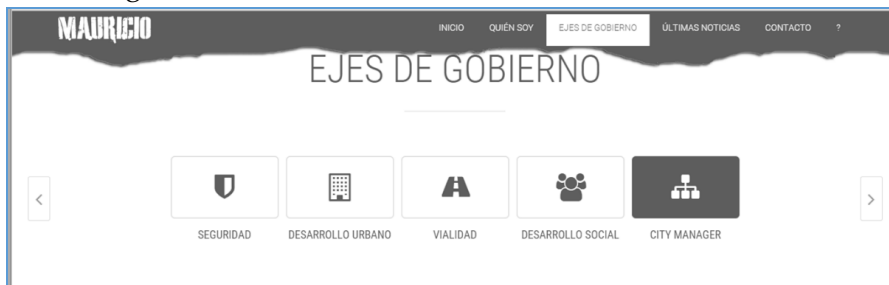 MAURICIO
INICIO QUIÉN SOY EJES DE GOBIERNO ÚLTIMAS NOTICIAS CONTACTO ?
EJES DE GOBIERNO
SEGURIDAD DESARROLLO URBANO VIALIDAD DESARROLLO SOCIAL CITY MANAGER